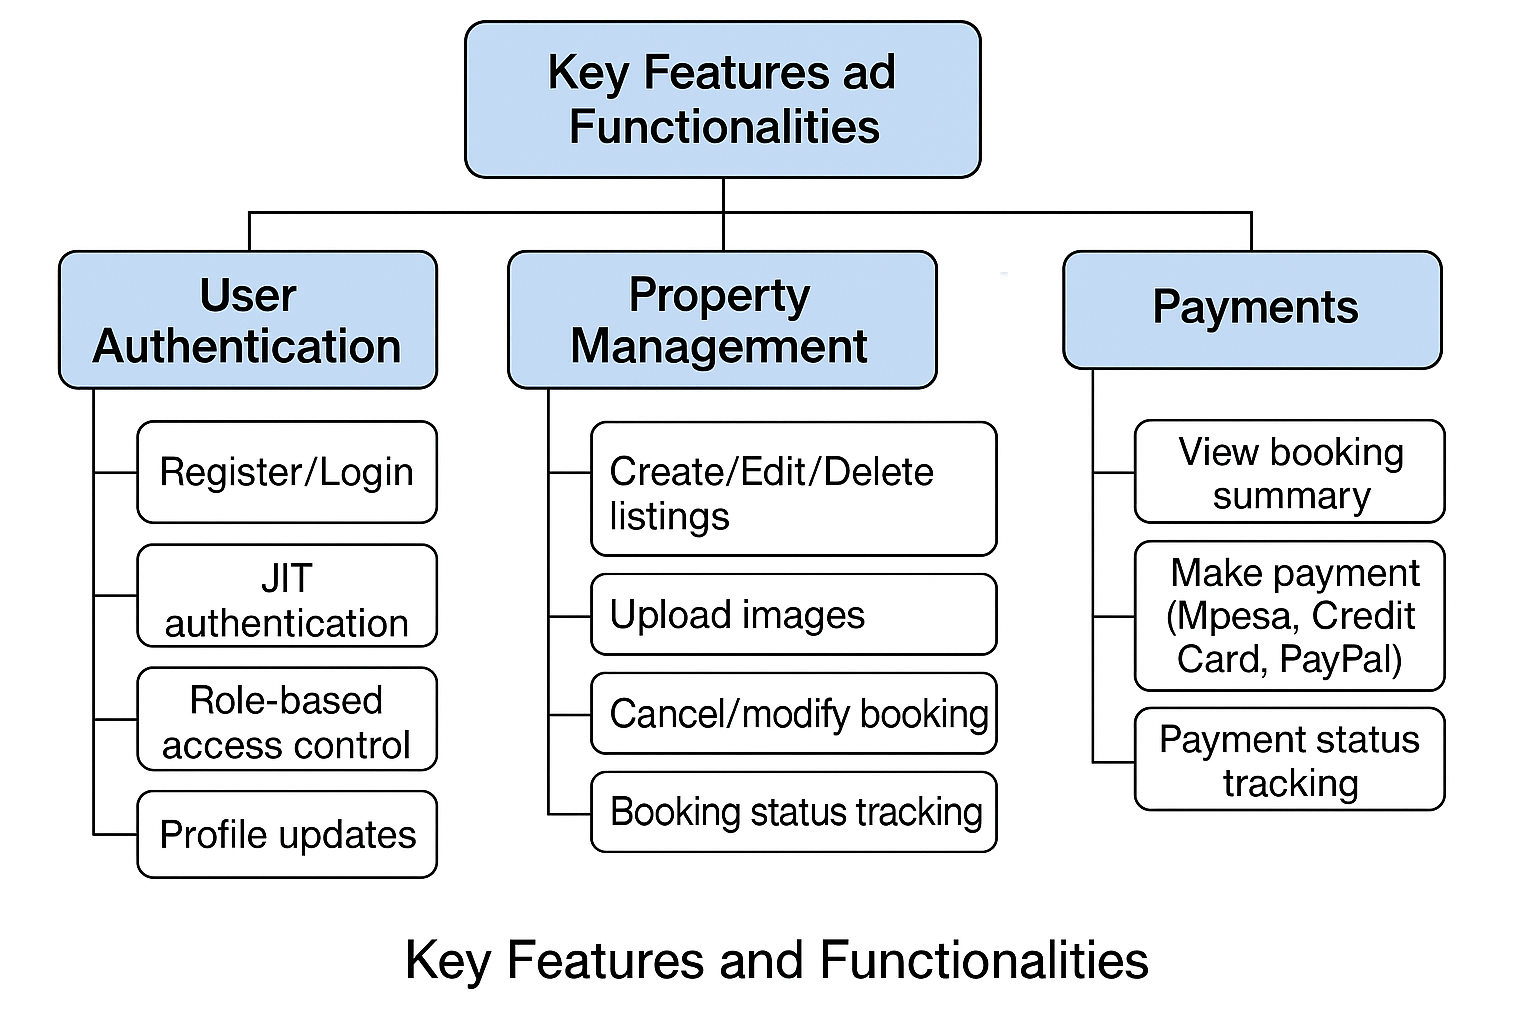 Key Features ad
Functionalities
User
Authentication
Register/Login
JIT
authentication
Role-based
access control
Profile updates
Property
Management
Create/Edit/Delete
listings
Upload images
Cancel/modify booking
Booking status tracking
Payments
View booking
summary
Make payment
(Mpesa, Credit
Card, PayPal)
Payment status
tracking
Key Features and Functionalities